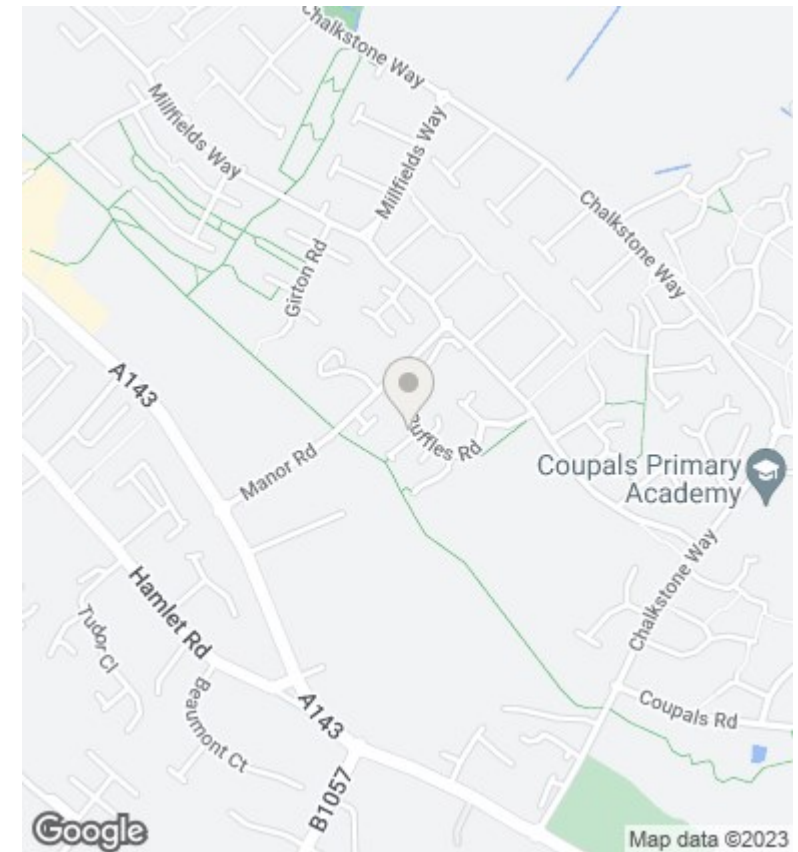 Chalkstone Way
Millfields Way
Millfields Way
Chalkstone Way
Girton Rd
A143
Ruffles Rd
Manor Rd
Coupals Primary
Academy
Chalkstone Way
Hamlet Rd
Tudor Cl
Beaumont Ct
A143
Coupals Rd
B1057
Google
Map data ©2023